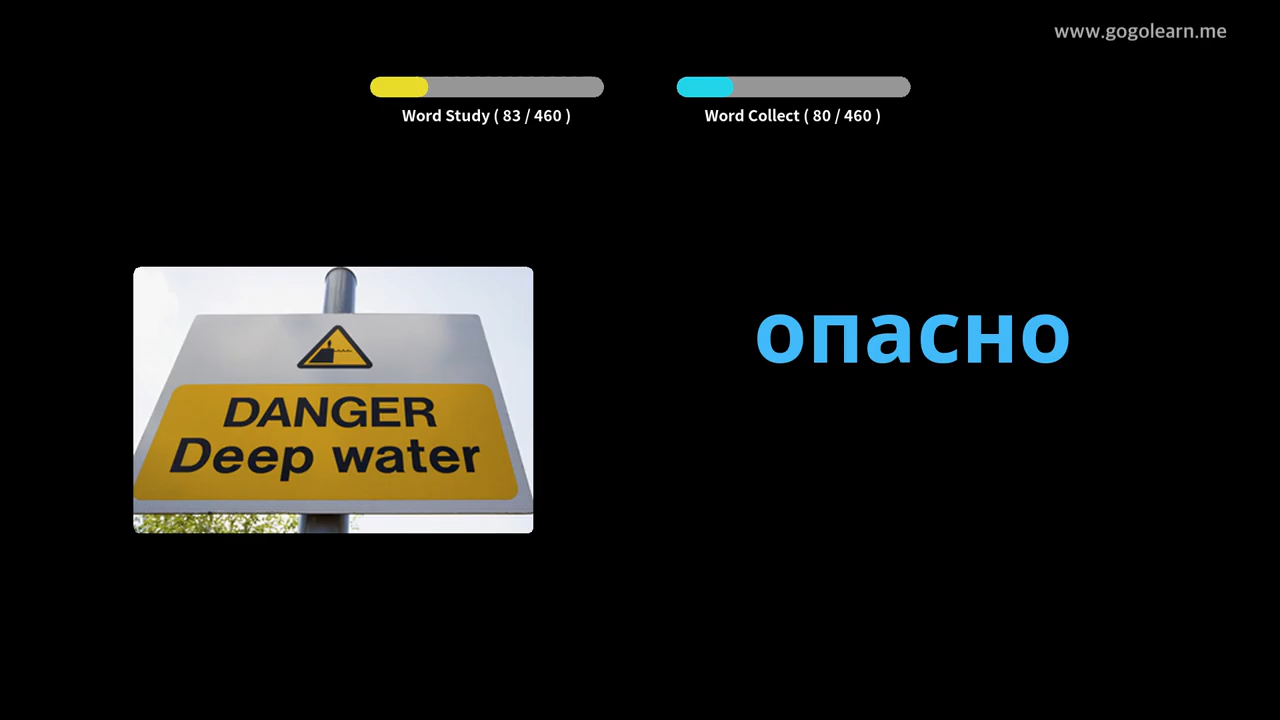 www.gogolearn.me
Word Study ( 83 / 460 )
Word Collect ( 80 / 460 )
опасно
DANGER
Deep water